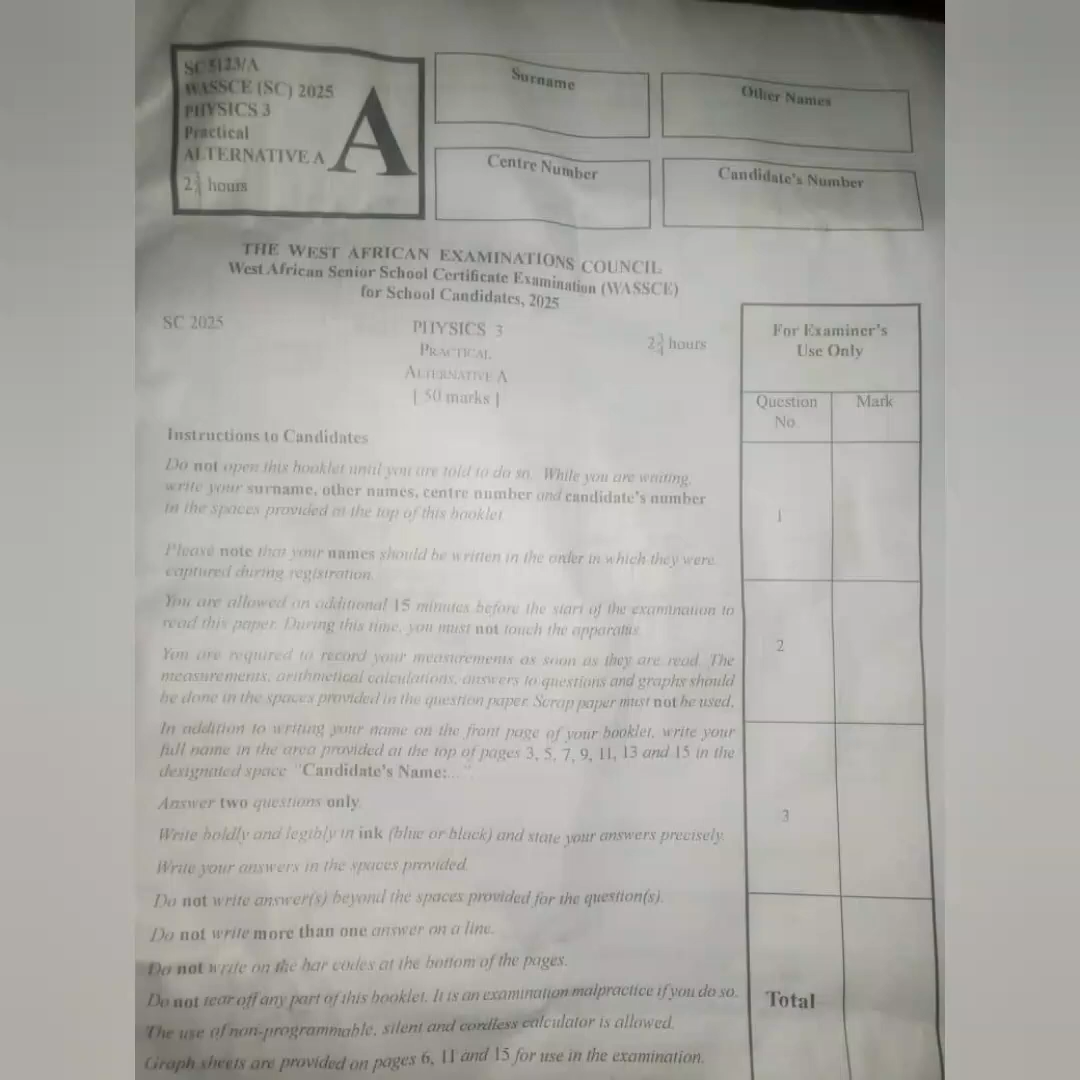 SC 5123/A
WASSCE (SC) 2025
PHYSICS 3
Practical
ALTERNATIVE A
2¾ hours
A
Surname
Other Names
Centre Number
Candidate's Number
THE WEST AFRICAN EXAMINATIONS COUNCIL
West African Senior School Certificate Examination (WASSCE)
for School Candidates, 2025
SC 2025
PHYSICS 3
2¾ hours
PRACTICAL
ALTERNATIVE A
[ 50 marks ]
For Examiner's
Use Only
Question
No.
Mark
1
2
3
Total
Instructions to Candidates
Do not open this booklet until you are told to do so. While you are waiting,
write your surname, other names, centre number and candidate's number
in the spaces provided at the top of this booklet
Please note that your names should be written in the order in which they were
captured during registration.
You are allowed an additional 15 minutes before the start of the examination to
read this paper. During this time, you must not touch the apparatus.
You are required to record your measurements as soon as they are read. The
measurements, arithmetical calculations, answers to questions and graphs should
be done in the spaces provided in the question paper. Scrap paper must not be used.
In addition to writing your name on the front page of your booklet, write your
full name in the area provided at the top of pages 3, 5, 7, 9, 11, 13 and 15 in the
designated space "Candidate's Name:..."
Answer two questions only.
Write boldly and legibly in ink (blue or black) and state your answers precisely.
Write your answers in the spaces provided.
Do not write answer(s) beyond the spaces provided for the question(s).
Do not write more than one answer on a line.
Do not write on the bar codes at the bottom of the pages.
Do not tear off any part of this booklet. It is an examination malpractice if you do so.
The use of non-programmable, silent and cordless calculator is allowed.
Graph sheets are provided on pages 6, 11 and 15 for use in the examination.